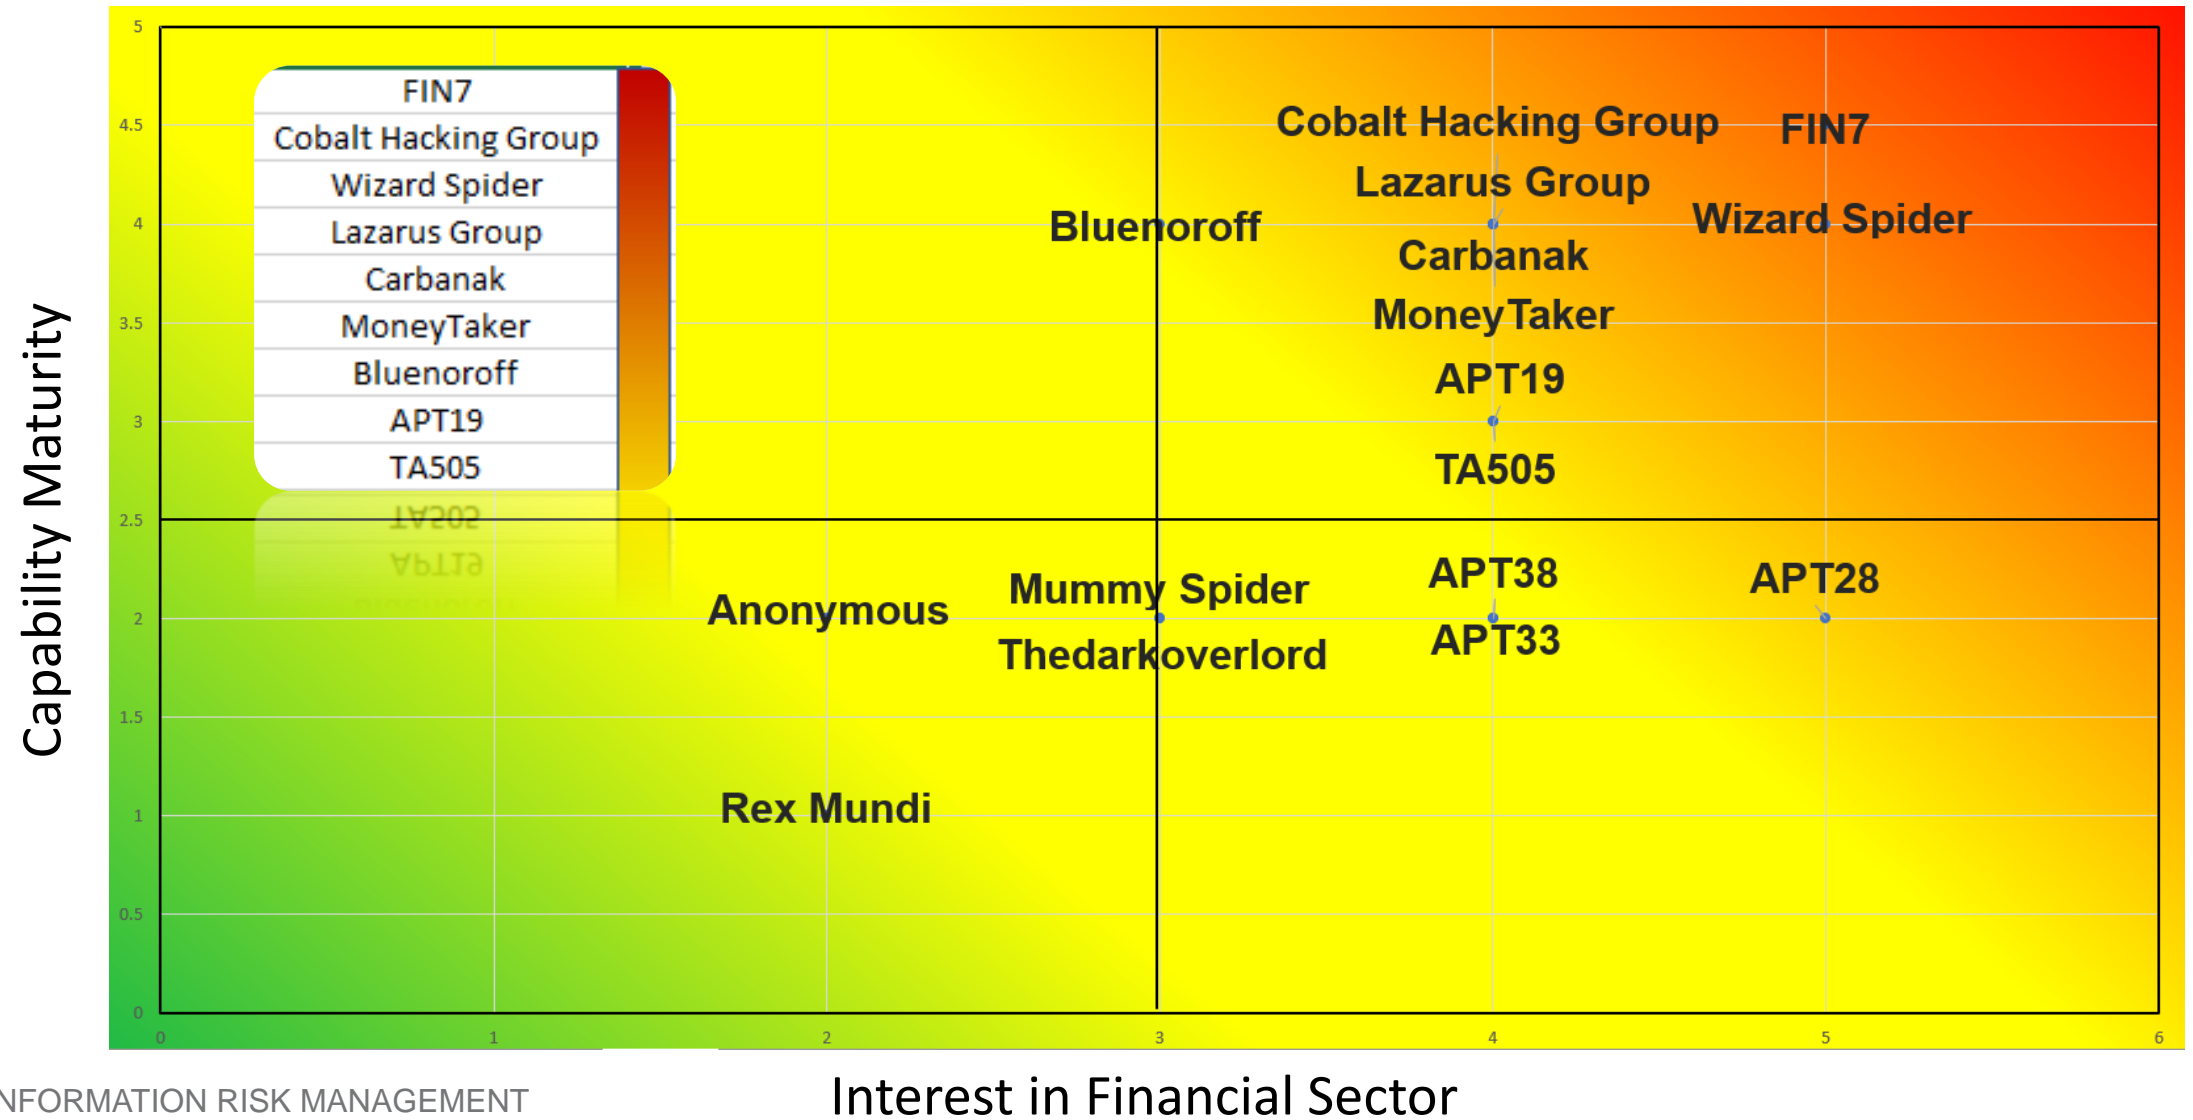 5
4.5
4
3.5
3
2.5
2
1.5
1
0.5
0
0
1
2
3
4
5
6
Capability Maturity
Interest in Financial Sector
FIN7
Cobalt Hacking Group
Wizard Spider
Lazarus Group
Carbanak
MoneyTaker
Bluenoroff
APT19
TA505
TA505
APT19
Cobalt Hacking Group
FIN7
Lazarus Group
Wizard Spider
Bluenoroff
Carbanak
MoneyTaker
APT19
TA505
APT38
APT28
Mummy Spider
Anonymous
APT33
Thedarkoverlord
Rex Mundi
NFORMATION RISK MANAGEMENT